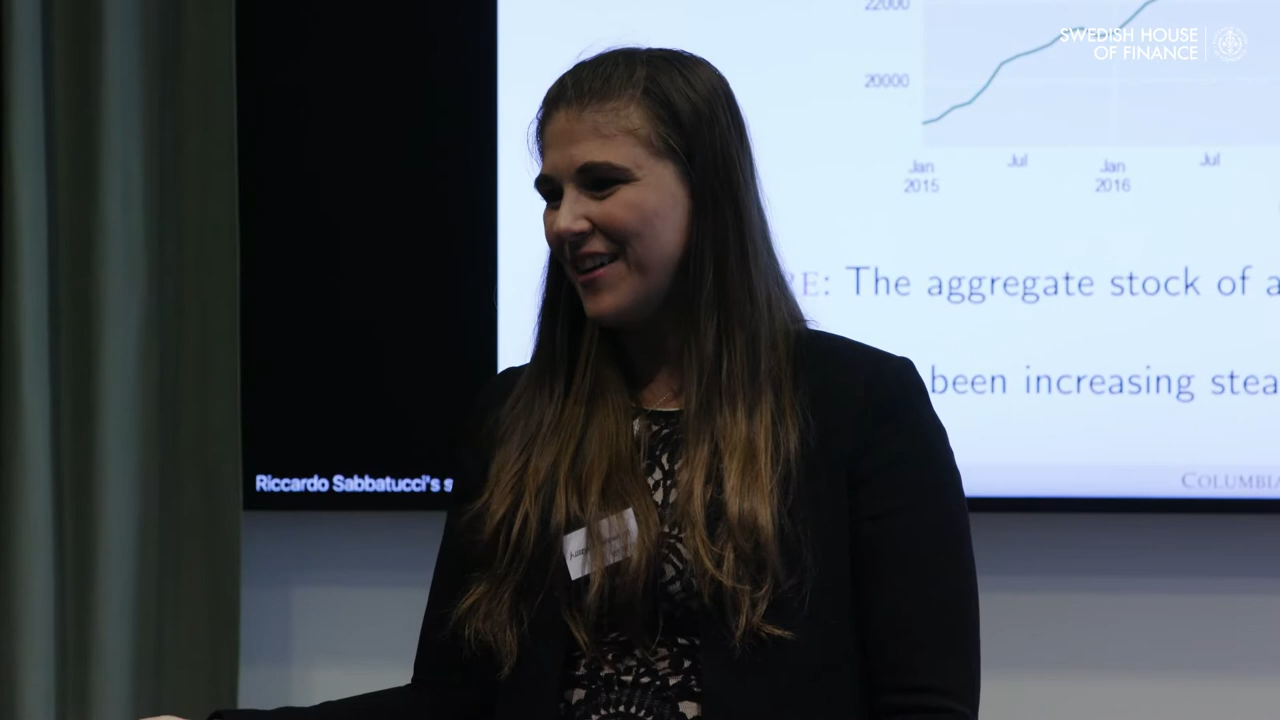 22000
SWEDISH HOUSE
OF FINANCE
20000
Jan
2015
Jul
Jan
2016
Jul
RE: The aggregate stock of a
been increasing stea
Riccardo Sabbatucci's s
COLUMBIA